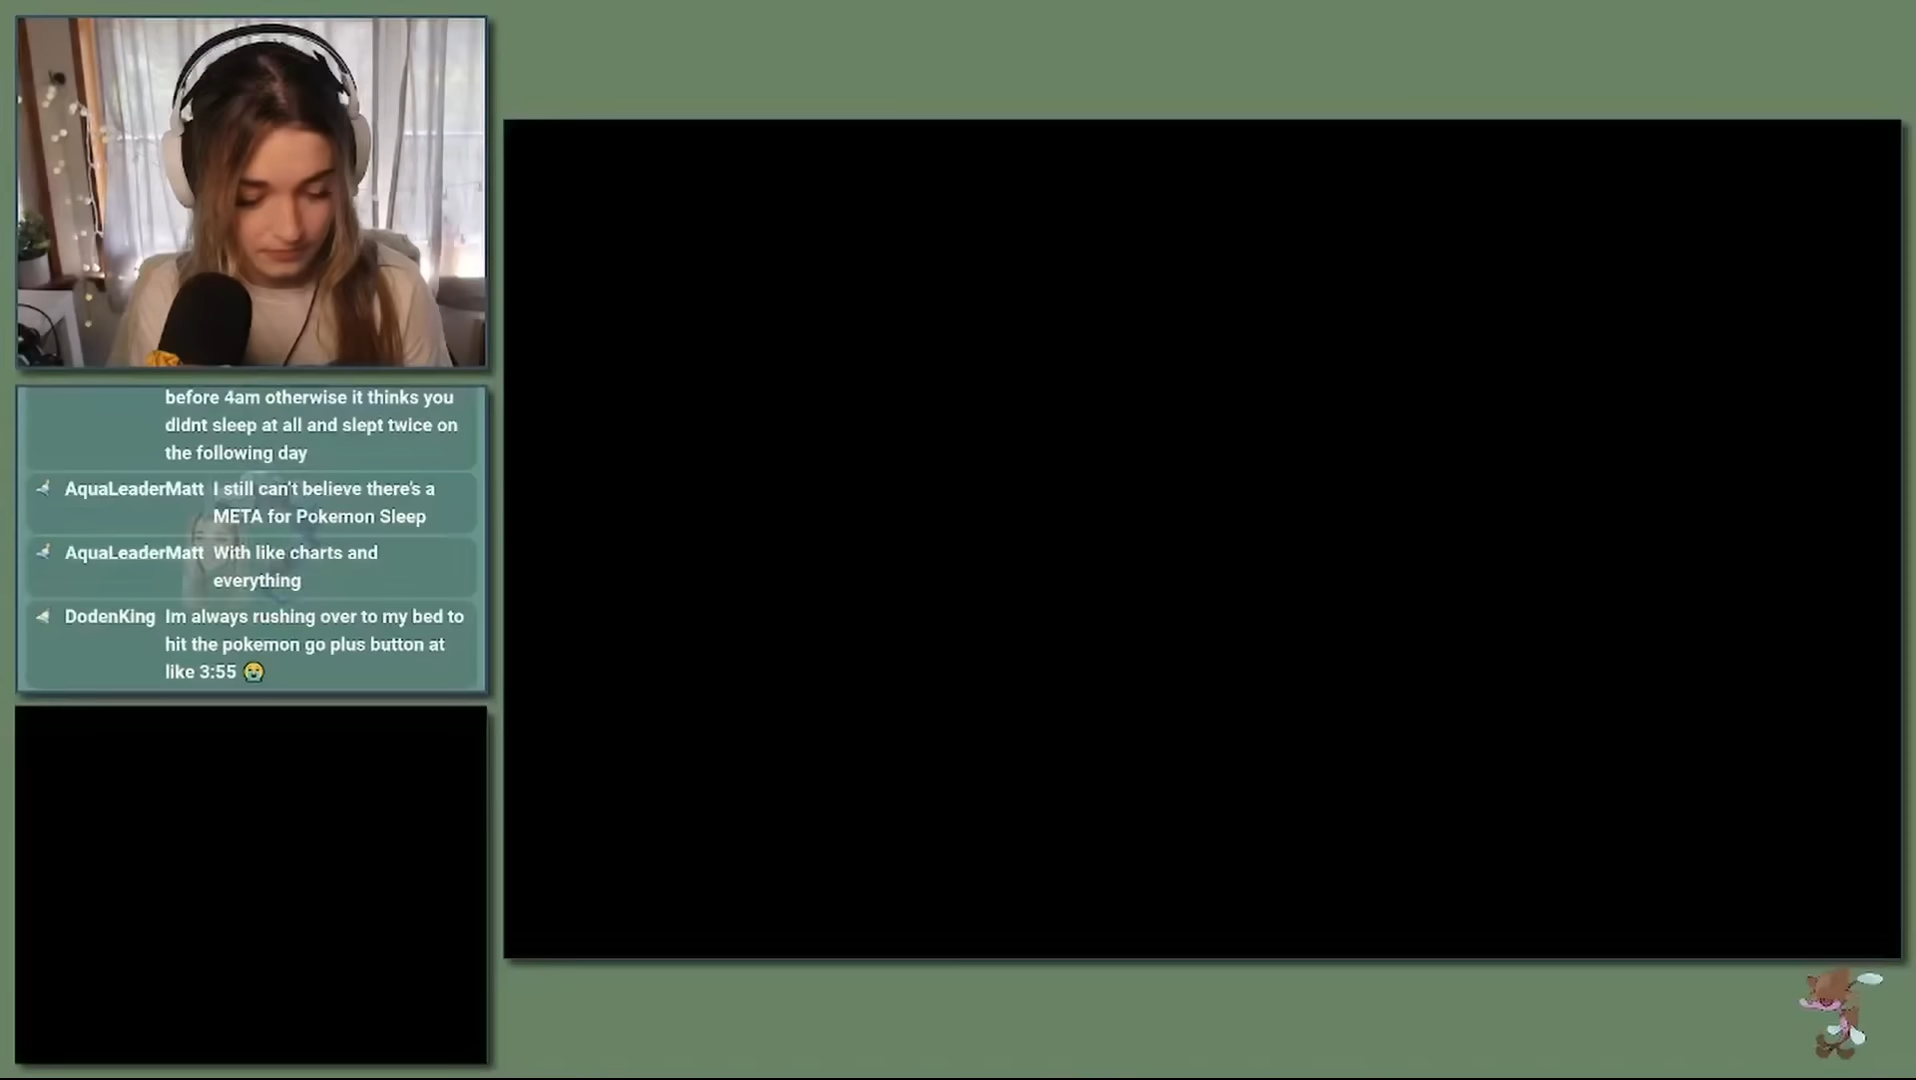 before 4am otherwise it thinks you
dIdnt sleep at all and slept twice on
the following day
AquaLeaderMatt I still can't believe there's a
META for Pokemon Sleep
AquaLeaderMatt With like charts and
everything
DodenKing Im always rushing over to my bed to
hit the pokemon go plus button at
like 3:55 😭